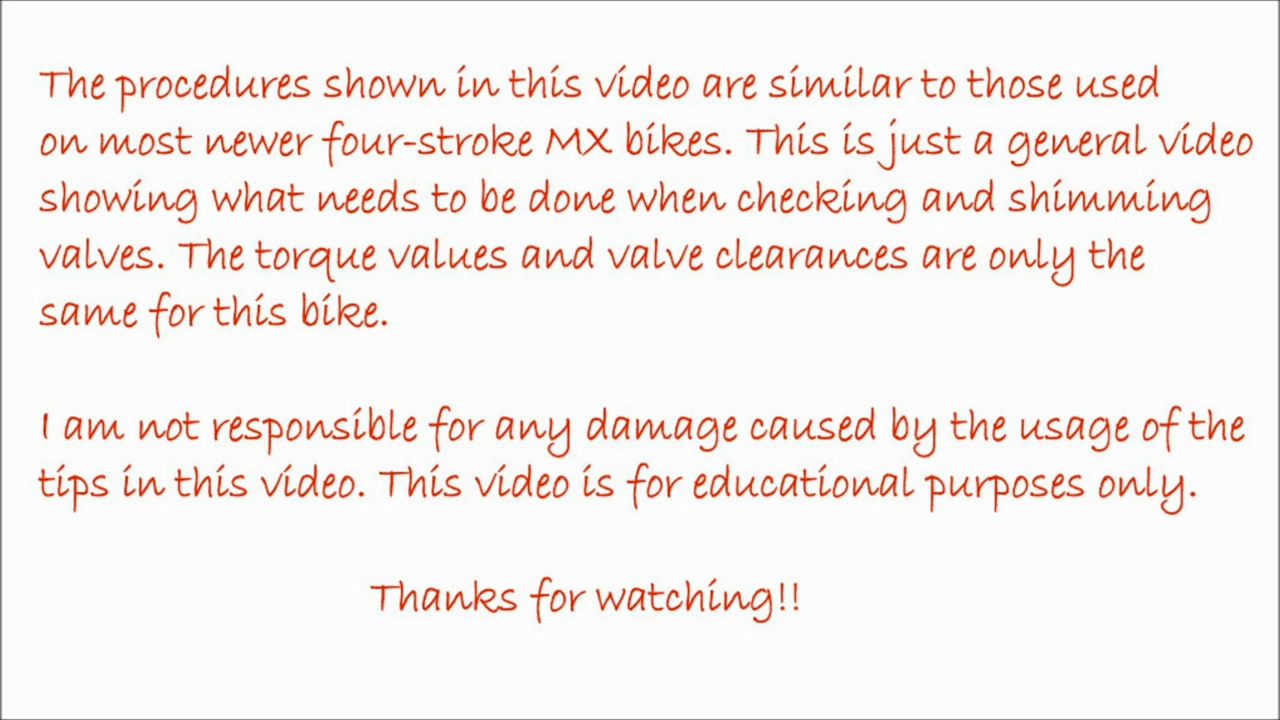 The procedures shown in this video are similar to those used
on most newer four-stroke MX bikes. This is just a general video
showing what needs to be done when checking and shimming
valves. The torque values and valve clearances are only the
same for this bike.
I am not responsible for any damage caused by the usage of the
tips in this video. This video is for educational purposes only.
Thanks for watching!!